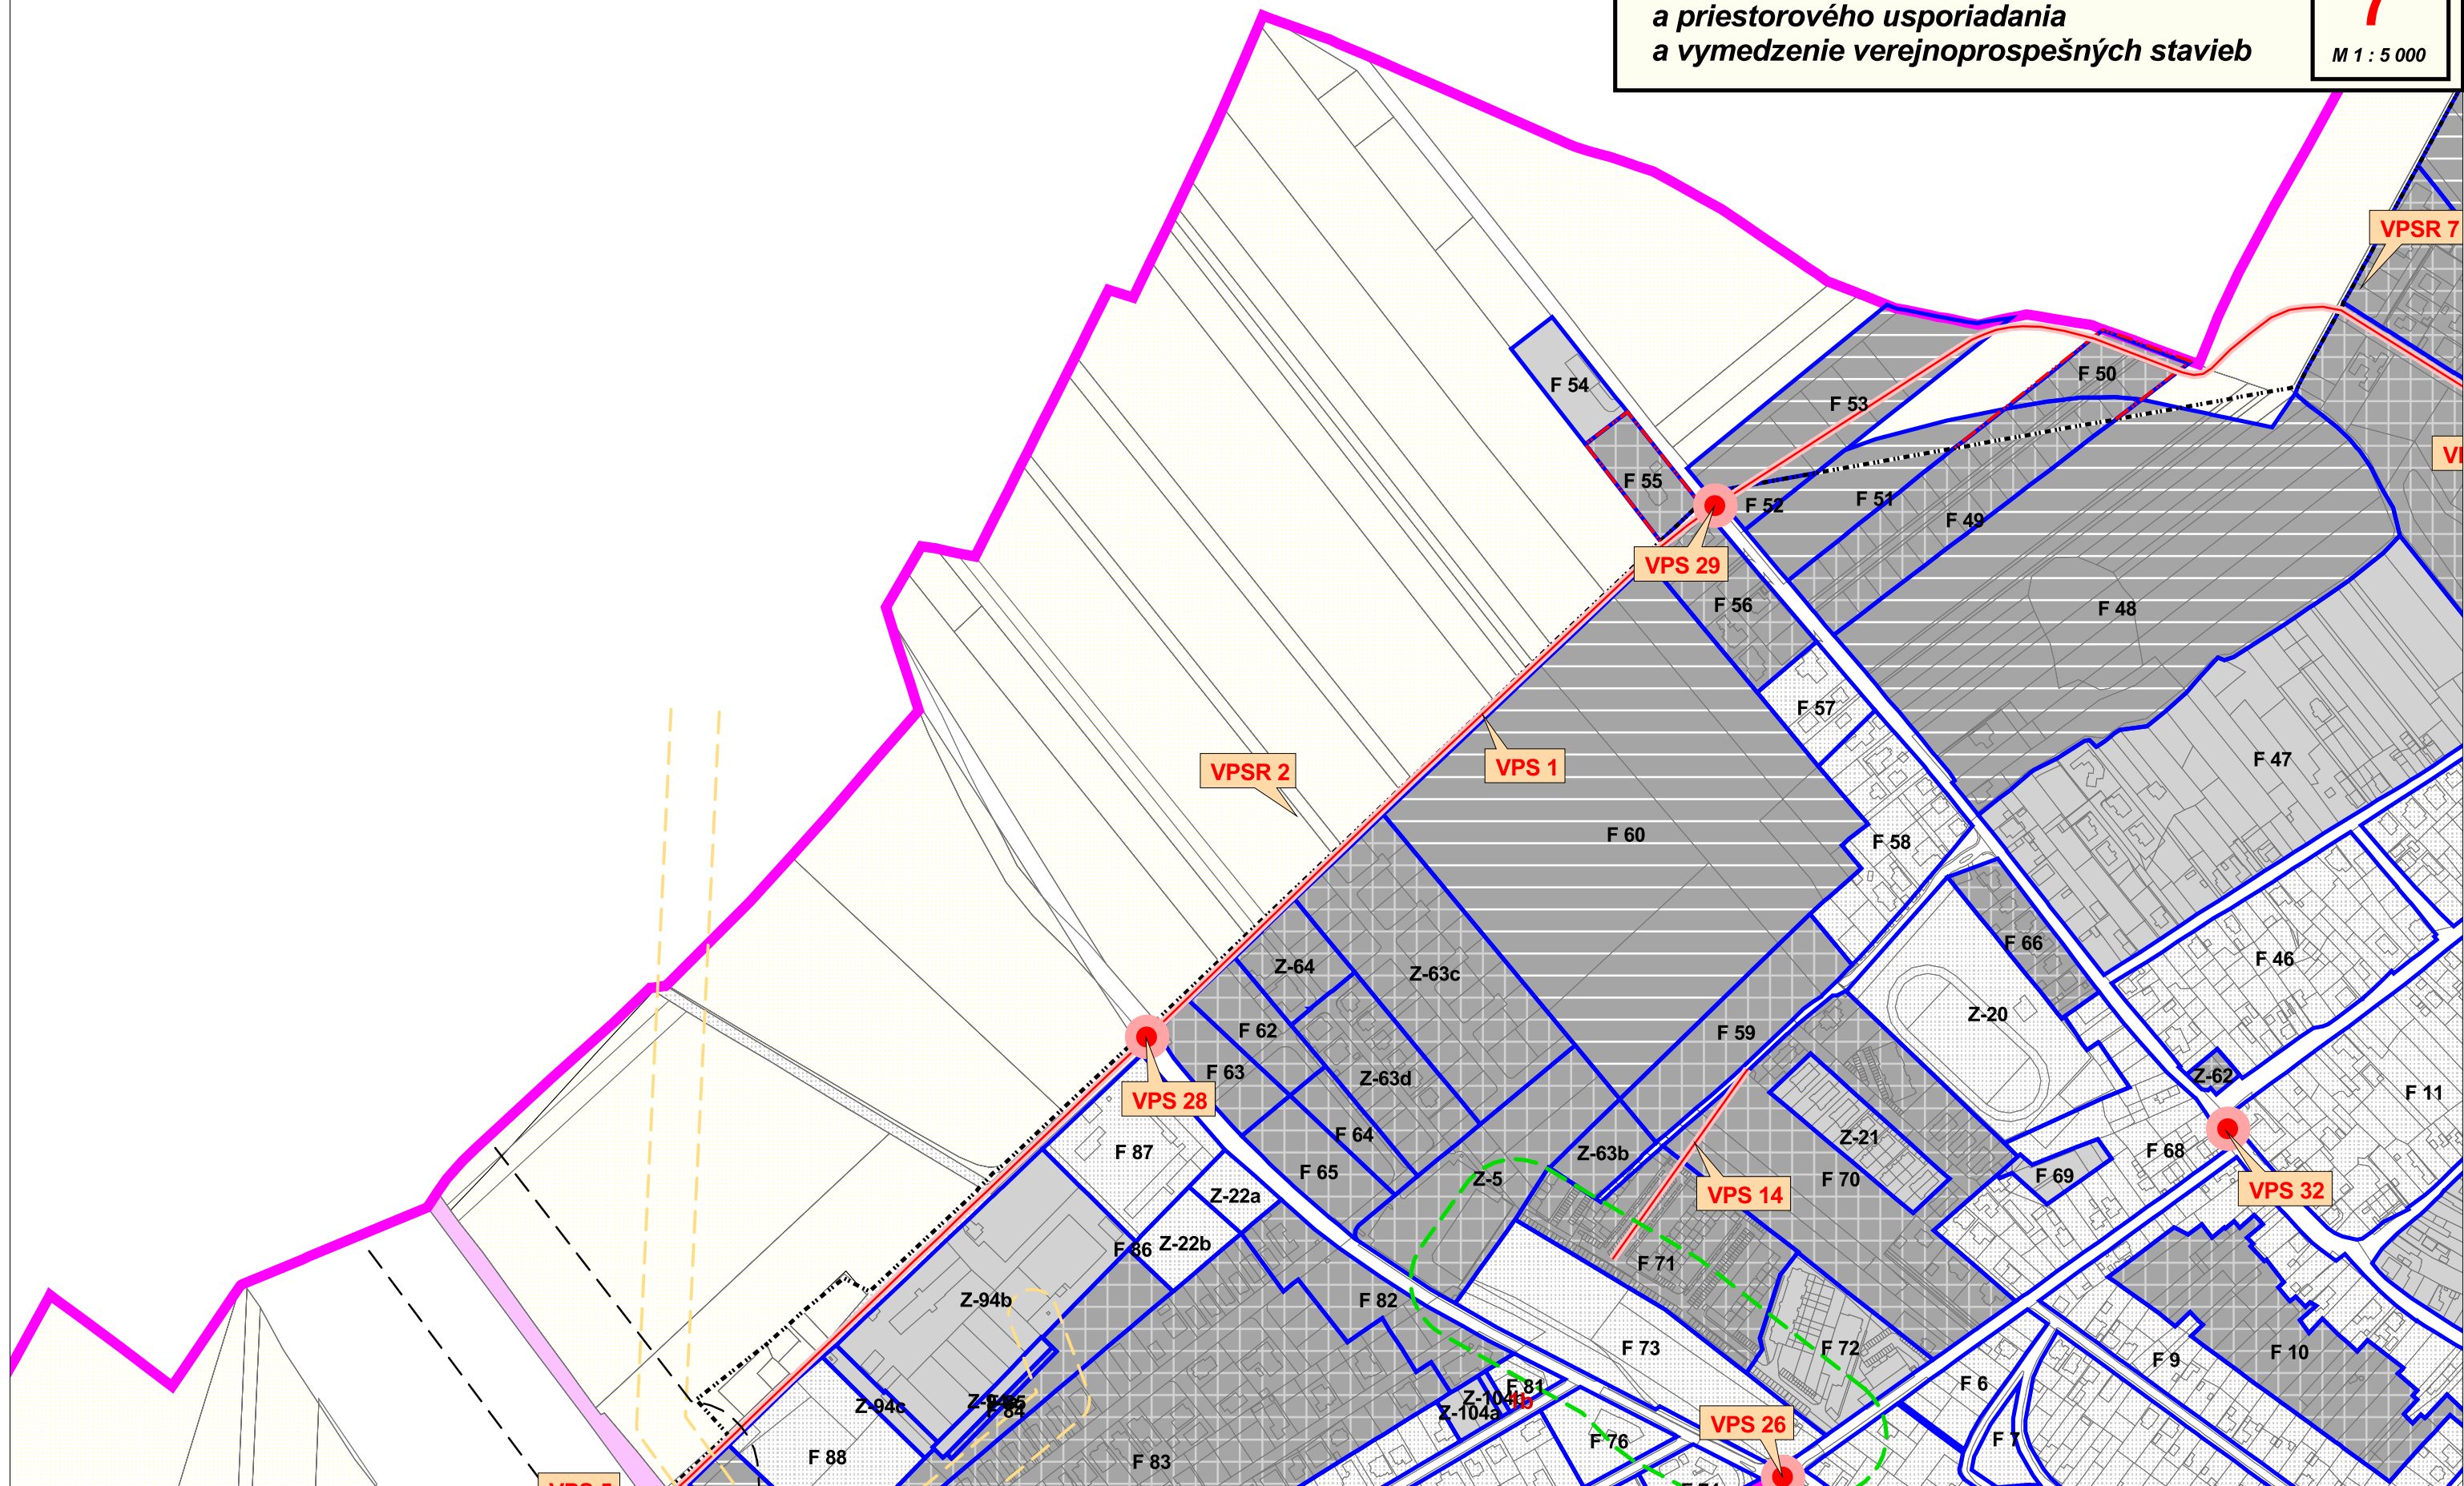 a priestorového usporiadania
a vymedzenie verejnoprospešných stavieb
7
M 1 : 5 000
VPSR 7
F 54
F 50
F 53
F 55
F 52
F 51
F 49
VPS 29
F 56
F 48
F 57
F 47
VPSR 2
VPS 1
F 60
F 58
F 66
F 46
Z-64
Z-63c
Z-20
F 62
F 59
F 63
Z-63d
Z-62
F 11
VPS 28
F 64
Z-21
F 87
Z-63b
F 68
F 65
Z-5
F 70
F 69
Z-22a
VPS 14
VPS 32
F 86
Z-22b
F 71
Z-94b
F 82
F 73
F 72
F 9
F 10
F 6
F 81
Z-94c
F 84
Z-104a
1b
VPS 26
F 76
F 7
F 88
F 83